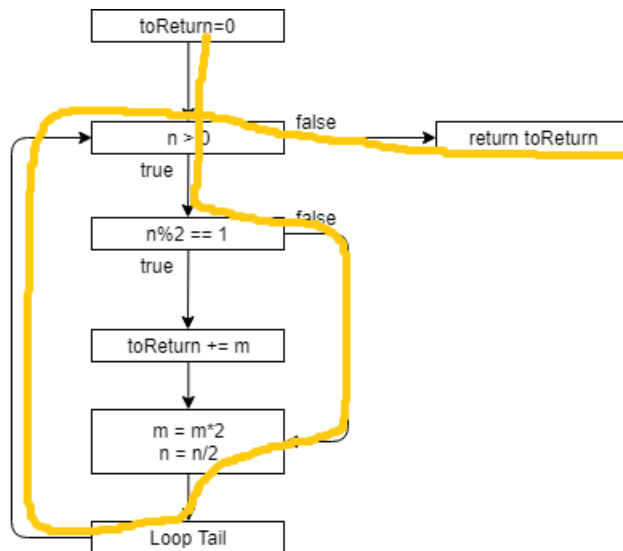 toReturn=0
n > 0
false
return toReturn
true
n%2 == 1
false
true
toReturn += m
m = m*2
n = n/2
Loop Tail